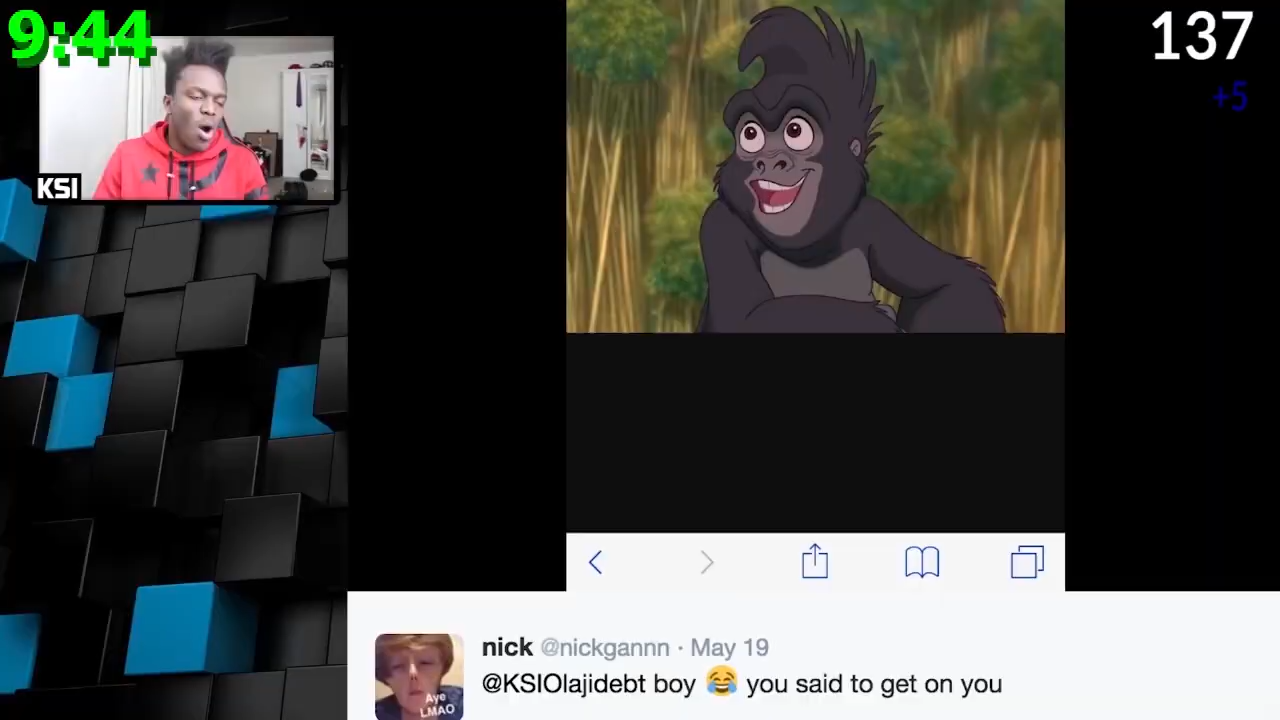 9:44
137
+5
KSI
nick @nickgannn · May 19
@KSIOlajidebt boy 😂 you said to get on you
Aye
LMAO